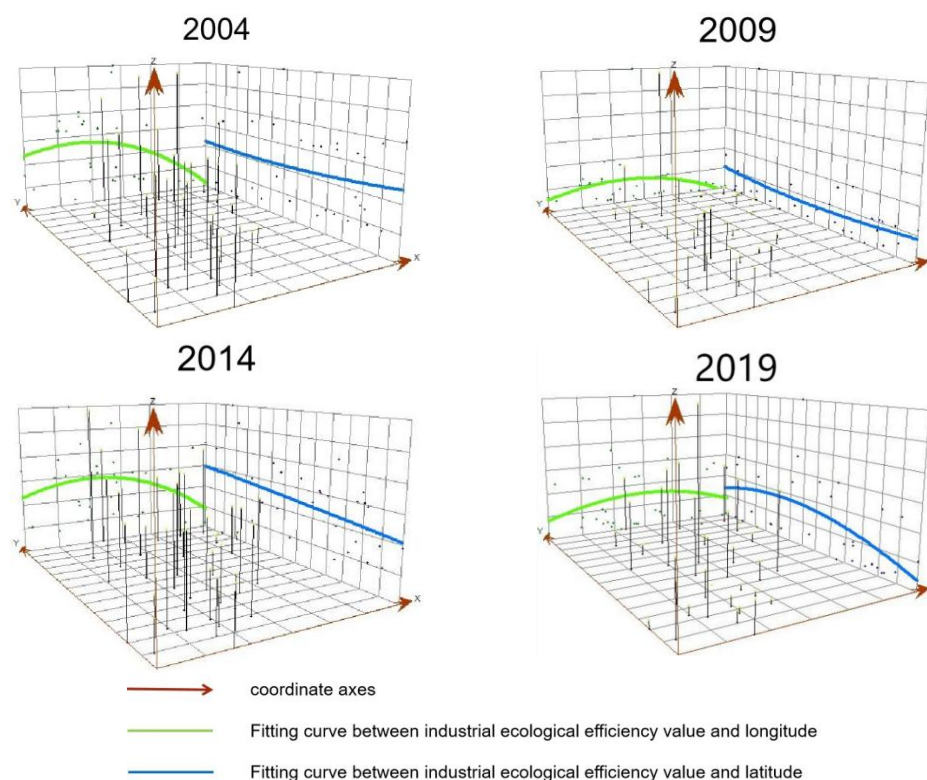 2004
2009
Z
Z
Y
X
Y
2014
2019
Z
Z
Y
X
Y
coordinate axes
Fitting curve between industrial ecological efficiency value and longitude
Fitting curve between industrial ecological efficiency value and latitude